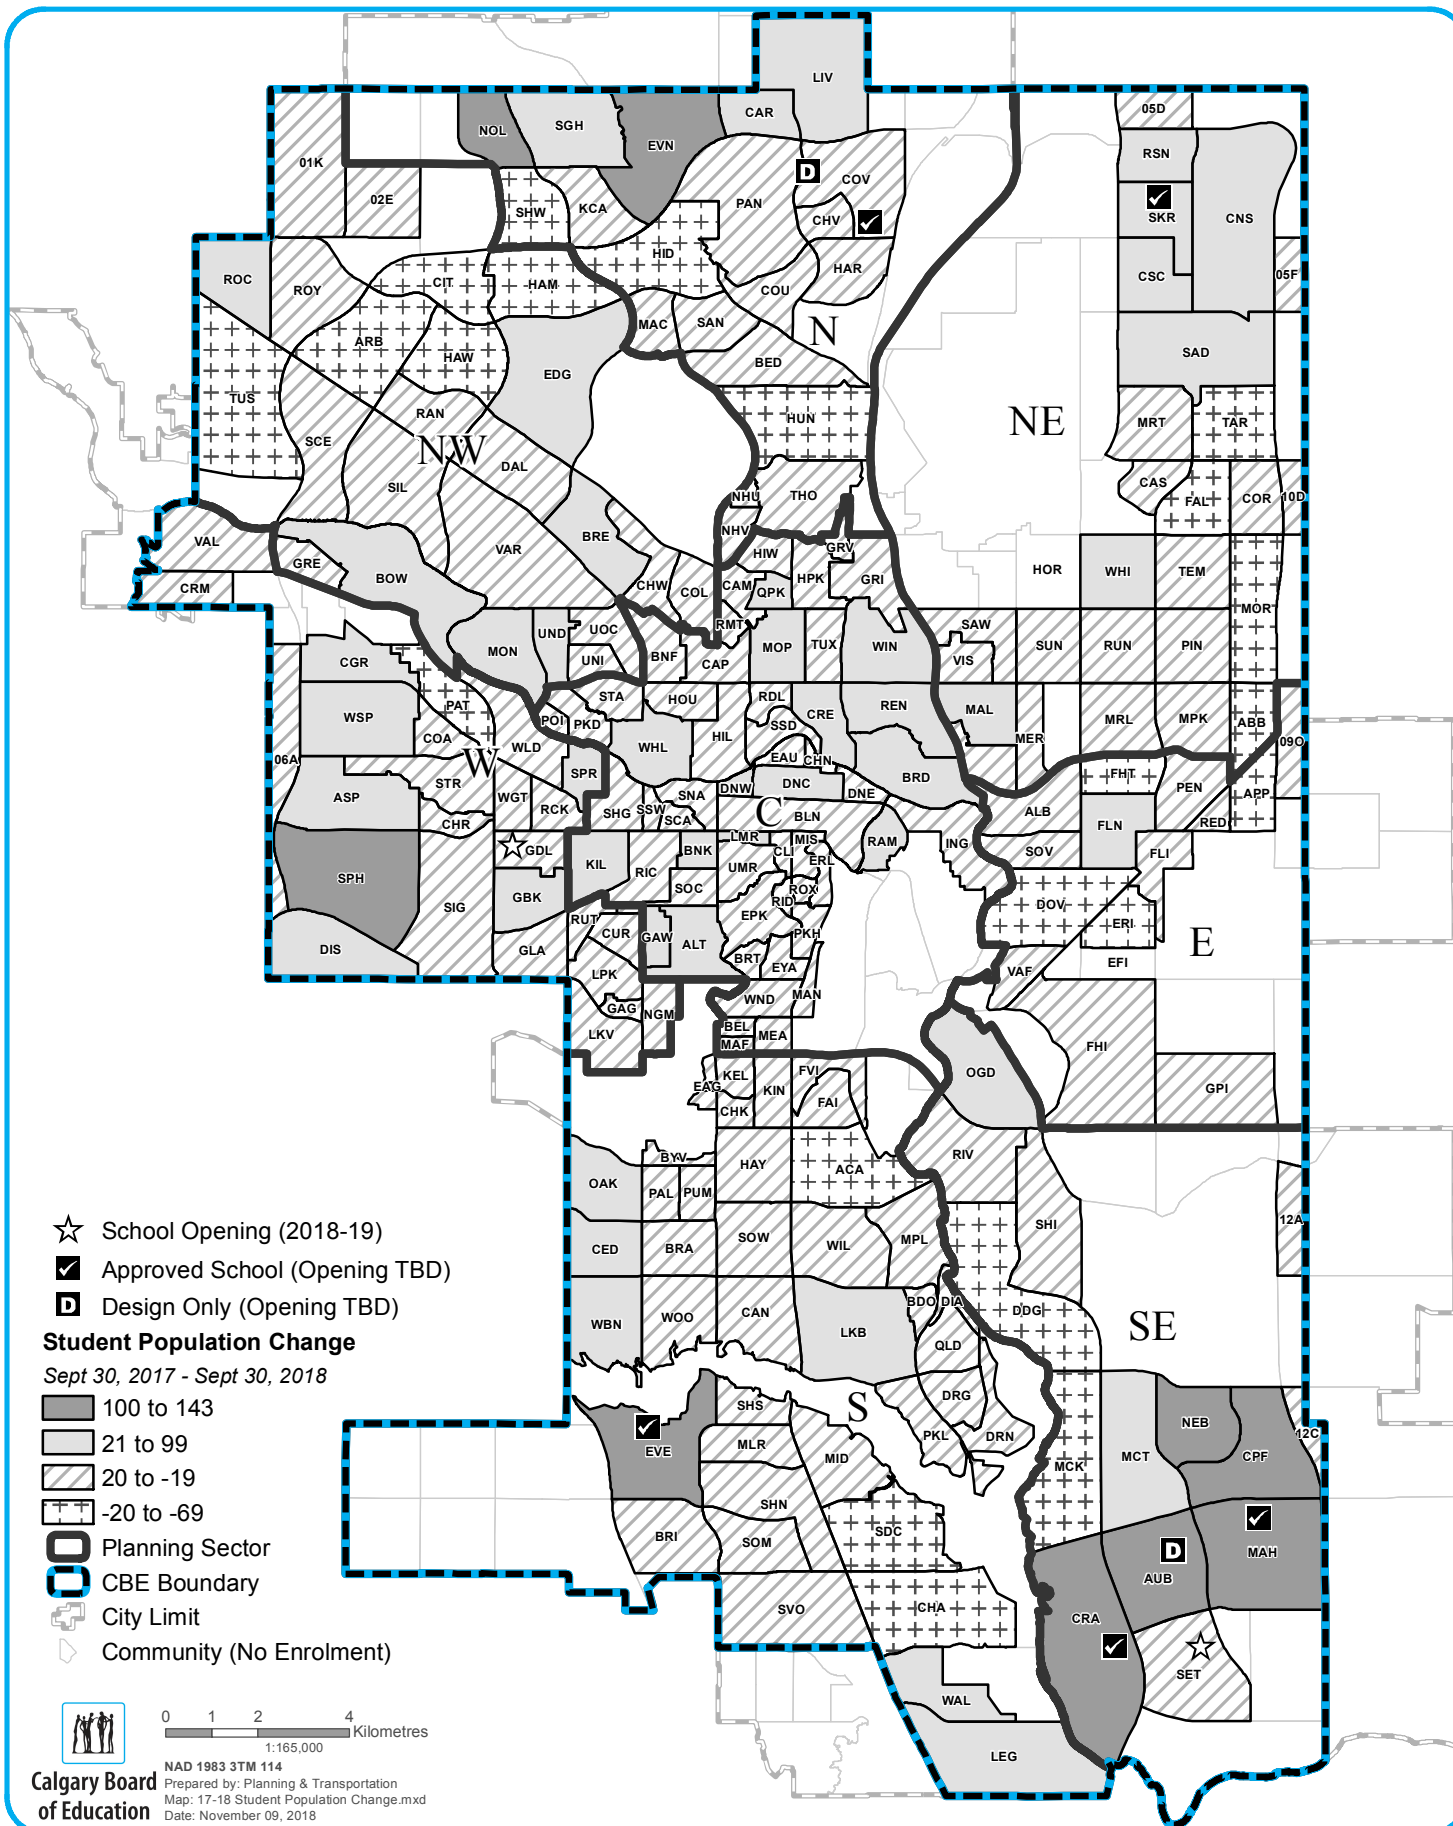 LIV
CAR
NOL
SGH
EVN
05D
RSN
01K
02E
SHW
KCA
PAN
D
COV
CHV
SKR
CNS
HID
HAR
ROC
ROY
CIT
HAM
COU
CSC
05F
MAC
SAN
N
ARB
HAW
BED
SAD
EDG
TUS
RAN
HUN
NE
MRT
TAR
SCE
NW
DAL
SIL
NHU
THO
CAS
FAL
COR
10D
VAL
GRE
BOW
VAR
BRE
NHV
HIW
GRV
HOR
WHI
TEM
CRM
CHW
COL
CAM
QPK
HPK
GRI
MOR
CGR
MON
UND
UOC
UNI
BNF
RMT
CAP
MOP
TUX
WIN
SAW
VIS
SUN
RUN
PIN
WSP
PAT
COA
W
WLD
POI
PKD
STA
HOU
WHL
HIL
RDL
SSD
CRE
REN
MAL
MER
MRL
MPK
ABB
09O
06A
STR
SPR
EAU
CHN
ASP
WGT
RCK
SHG
SSW
SNA
SCA
DNW
DNC
DNE
BRD
C
BLN
ALB
FHT
PEN
APP
RED
CHR
GDL
KIL
RIC
BNK
LMR
MIS
CLI
ERL
RAM
ING
SOV
FLN
FLI
SPH
SIG
GBK
SOC
UMR
ROX
RID
EPK
PKH
DOV
ERI
E
DIS
GLA
RUT
CUR
GAW
ALT
BRT
EYA
EFI
VAF
LPK
GAG
NGM
WND
MAN
LKV
BEL
MEA
MAF
FHI
KEL
EAG
KIN
FVI
FAI
CHK
OGD
GPI
BYV
HAY
ACA
RIV
OAK
PAL
PUM
SHI
12A
CED
BRA
SOW
WIL
MPL
WBN
WOO
CAN
LKB
BDO
DIA
DDG
SE
QLD
DRG
SHS
S
PKL
DRN
NEB
CPF
12C
EVE
MLR
MID
MCK
MCT
SHN
BRI
SOM
SDC
D
AUB
MAH
SVO
CHA
CRA
SET
WAL
LEG
School Opening (2018-19)
Approved School (Opening TBD)
D Design Only (Opening TBD)
Student Population Change
Sept 30, 2017 - Sept 30, 2018
100 to 143
21 to 99
20 to -19
-20 to -69
Planning Sector
CBE Boundary
City Limit
Community (No Enrolment)
0 1 2 4
Kilometres
1:165,000
Calgary Board
of Education
NAD 1983 3TM 114
Prepared by: Planning & Transportation
Map: 17-18 Student Population Change.mxd
Date: November 09, 2018